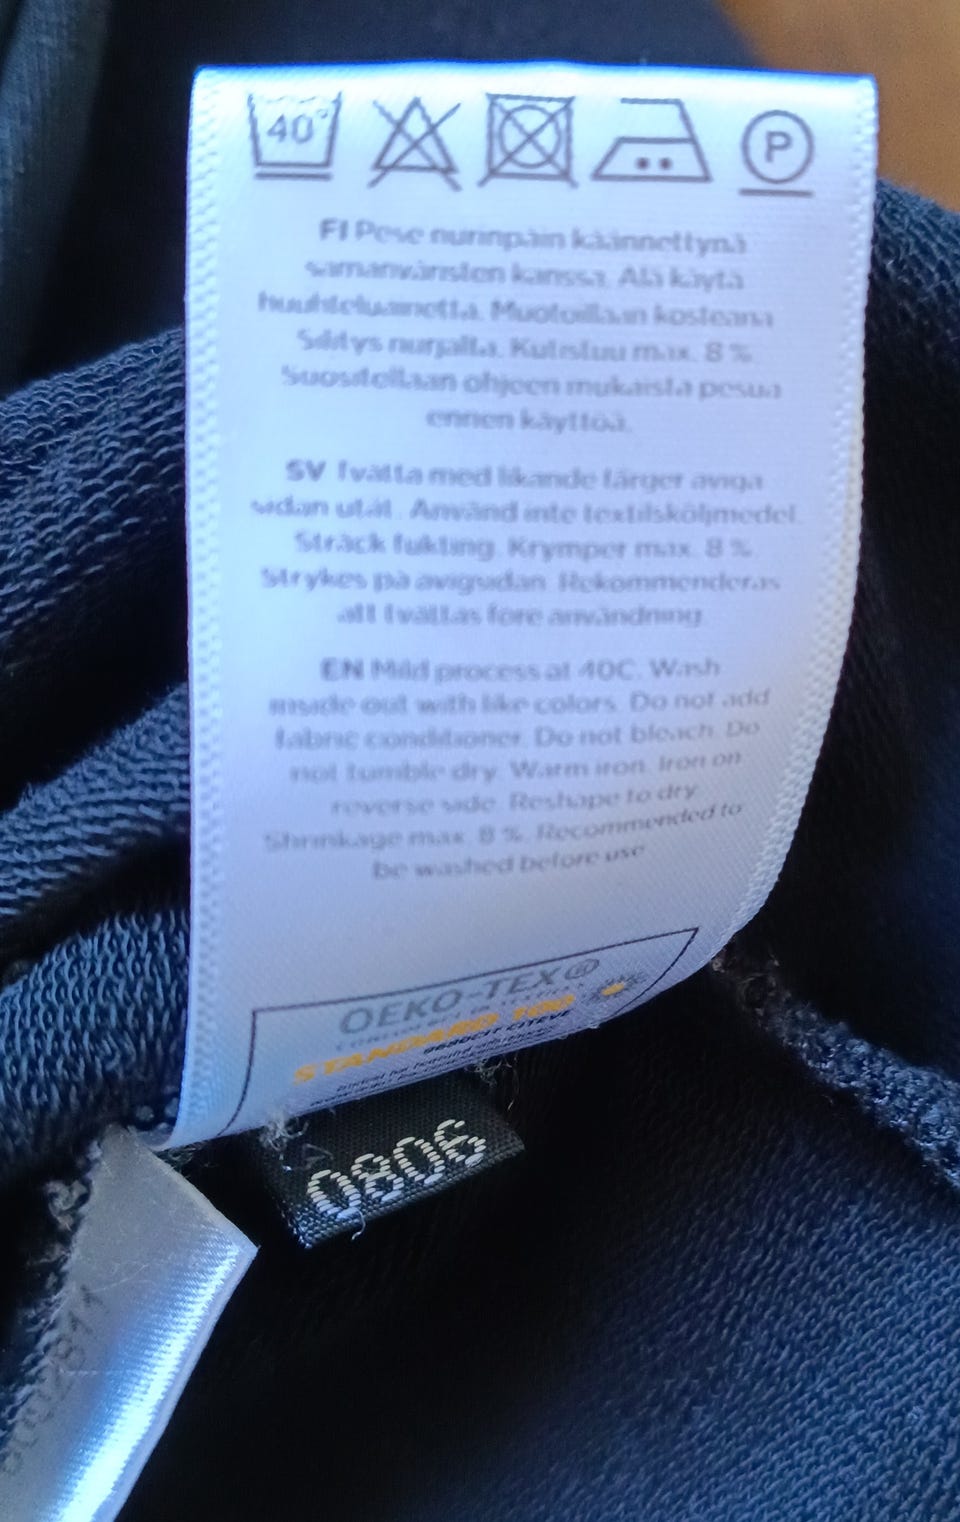 40°
P
FI Pese nurinpäin käännettynä
samanväristen kanssa. Älä käytä
huuhteluainetta. Muotoillaan kosteana
Silitys nurjalta. Kutistuu max. 8 %.
Suositellaan ohjeen mukaista pesua
ennen käyttöä.
SV Tvätta med likande färger aviga
sidan utåt. Använd inte textilsköljmedel.
Sträck fukting. Krymper max. 8 %.
Strykes på avigsidan. Rekommenderas
att tvättas före användning.
EN Mild process at 40C. Wash
inside out with like colors. Do not add
fabric conditioner. Do not bleach. Do
not tumble dry. Warm iron. Iron on
reverse side. Reshape to dry.
Shrinkage max. 8 %. Recommended to
be washed before use
OEKO-TEX®
STANDARD 100
CITEVE
0806